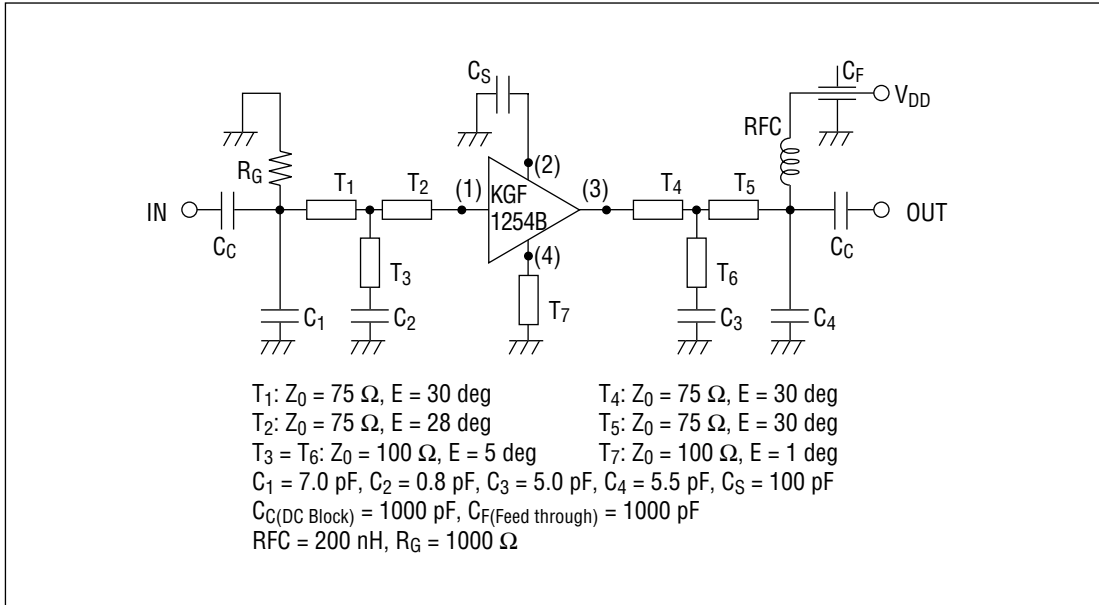 C_S
C_F
V_DD
RFC
R_G
T_1
T_2
(1)
(2)
KGF
1254B
(3)
T_4
T_5
IN
OUT
C_C
C_C
(4)
T_3
T_6
T_7
C_1
C_2
C_3
C_4
T_1: Z_0 = 75 Ω, E = 30 deg
T_4: Z_0 = 75 Ω, E = 30 deg
T_2: Z_0 = 75 Ω, E = 28 deg
T_5: Z_0 = 75 Ω, E = 30 deg
T_3 = T_6: Z_0 = 100 Ω, E = 5 deg
T_7: Z_0 = 100 Ω, E = 1 deg
C_1 = 7.0 pF, C_2 = 0.8 pF, C_3 = 5.0 pF, C_4 = 5.5 pF, C_S = 100 pF
C_C(DC Block) = 1000 pF, C_F(Feed through) = 1000 pF
RFC = 200 nH, R_G = 1000 Ω